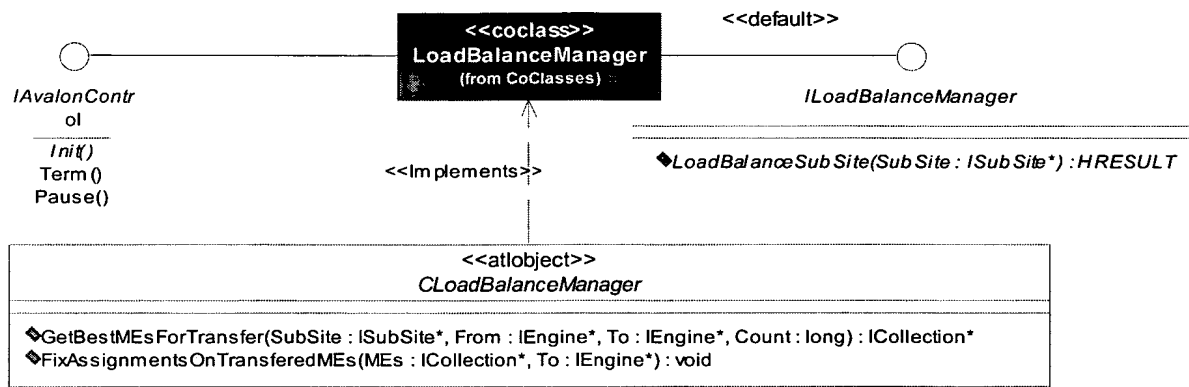 <<default>>
<<coclass>>
LoadBalanceManager
(from CoClasses)
IAvalonContr
ol
Init()
Term()
Pause()
ILoadBalanceManager
LoadBalanceSubSite(SubSite : ISubSite*) : HRESULT
<<Implements>>
<<atlobject>>
CLoadBalanceManager
GetBestMEsForTransfer(SubSite : ISubSite*, From : IEngine*, To : IEngine*, Count : long) : ICollection*
FixAssignmentsOnTransferedMEs(MEs : ICollection*, To : IEngine*) : void